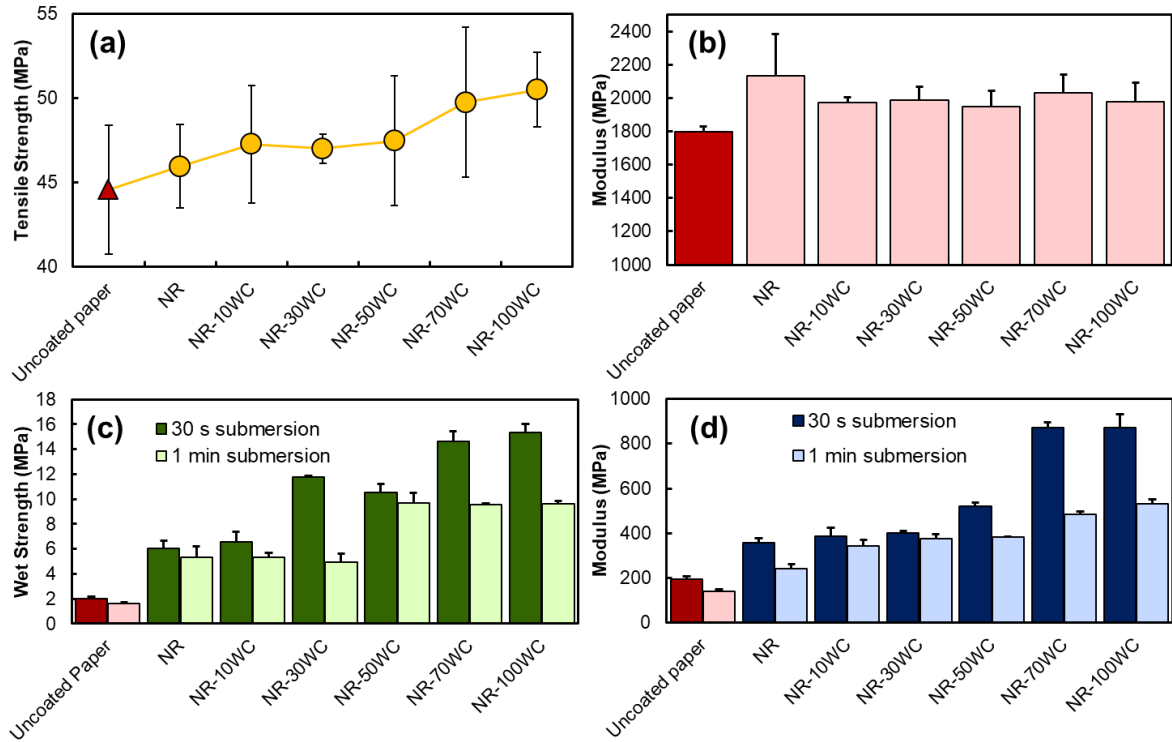 (a)
Tensile Strength (MPa)
55
50
45
40
Uncoated paper
NR
NR-10WC
NR-30WC
NR-50WC
NR-70WC
NR-100WC
(b)
Modulus (MPa)
2400
2200
2000
1800
1600
1400
1200
1000
Uncoated paper
NR
NR-10WC
NR-30WC
NR-50WC
NR-70WC
NR-100WC
(c)
30 s submersion
1 min submersion
Wet Strength (MPa)
18
16
14
12
10
8
6
4
2
0
Uncoated Paper
NR
NR-10WC
NR-30WC
NR-50WC
NR-70WC
NR-100WC
(d)
30 s submersion
1 min submersion
Modulus (MPa)
1000
800
600
400
200
0
Uncoated paper
NR
NR-10WC
NR-30WC
NR-50WC
NR-70WC
NR-100WC